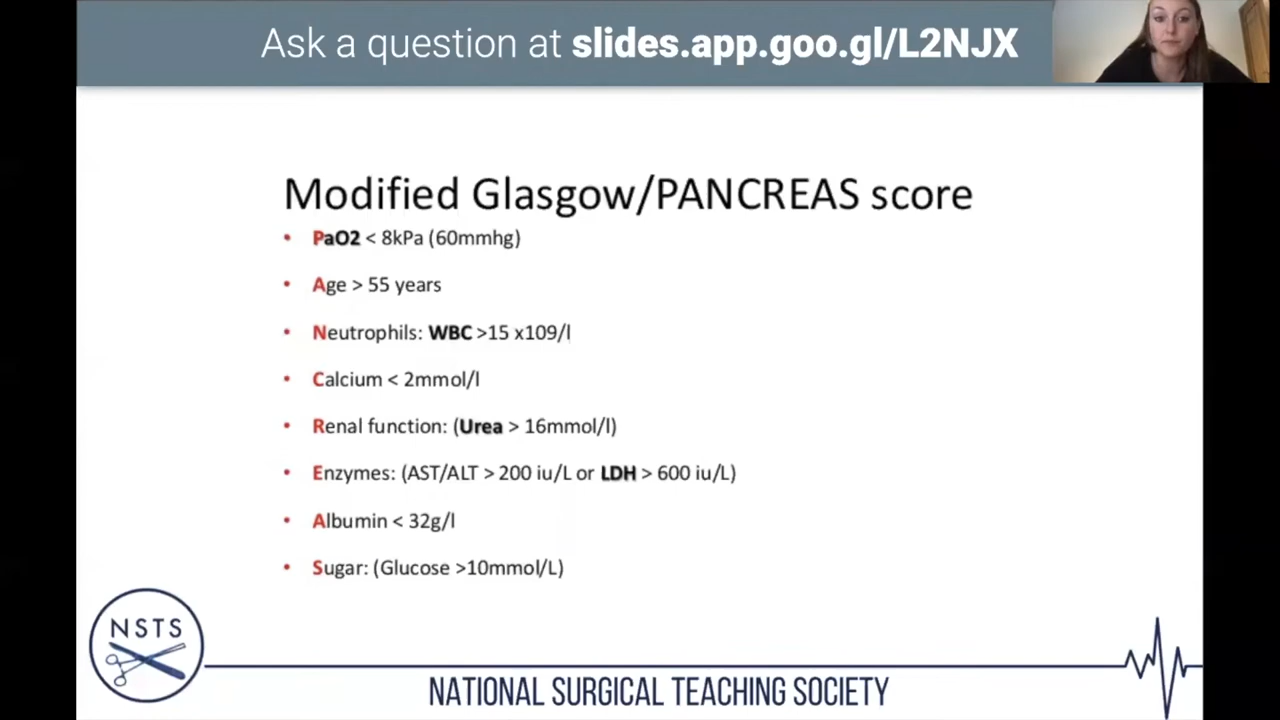 Ask a question at slides.app.goo.gl/L2NJX
Modified Glasgow/PANCREAS score
• PaO2 < 8kPa (60mmhg)
• Age > 55 years
• Neutrophils: WBC >15 x109/l
• Calcium < 2mmol/l
• Renal function: (Urea > 16mmol/l)
• Enzymes: (AST/ALT > 200 iu/L or LDH > 600 iu/L)
• Albumin < 32g/l
• Sugar: (Glucose >10mmol/L)
NSTS
NATIONAL SURGICAL TEACHING SOCIETY